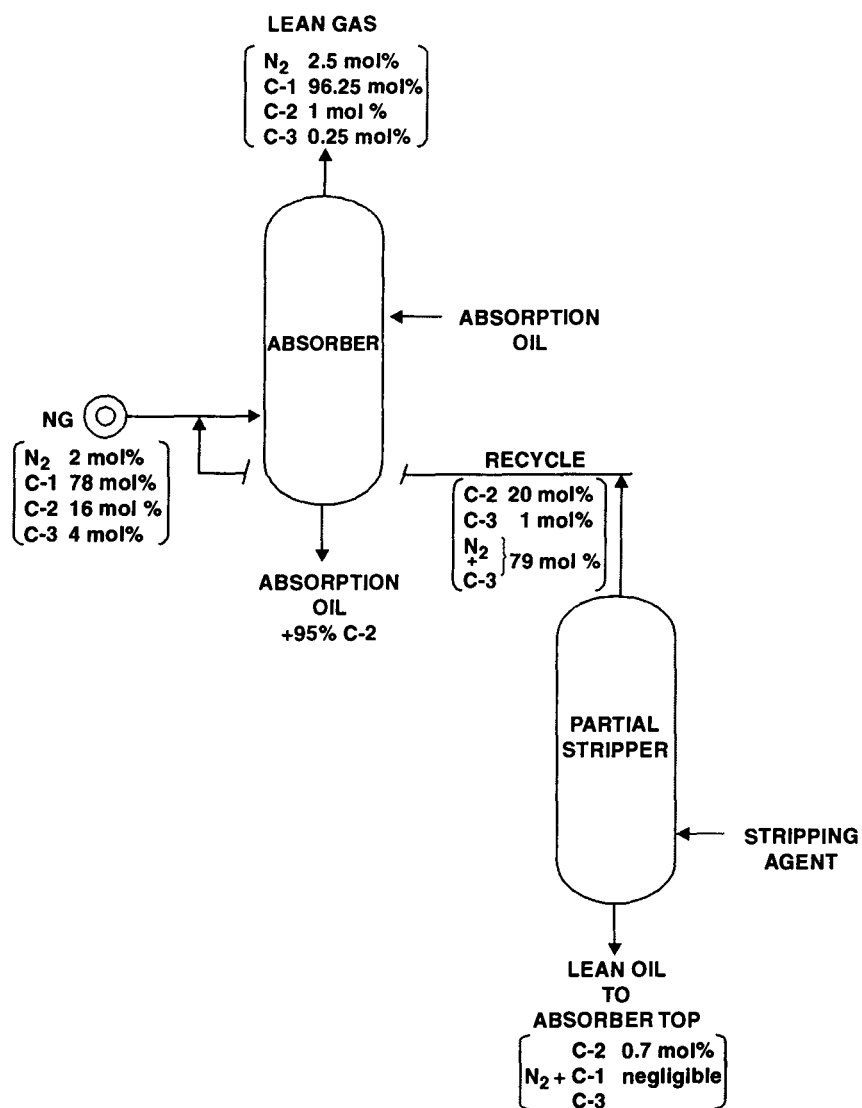 LEAN GAS
N2 2.5 mol%
C-1 96.25 mol%
C-2 1 mol %
C-3 0.25 mol%
ABSORBER
ABSORPTION
OIL
NG
N2 2 mol%
C-1 78 mol%
C-2 16 mol %
C-3 4 mol%
RECYCLE
C-2 20 mol%
C-3 1 mol%
N2
+
C-3
79 mol %
ABSORPTION
OIL
+95% C-2
PARTIAL
STRIPPER
STRIPPING
AGENT
LEAN OIL
TO
ABSORBER TOP
C-2 0.7 mol%
N2 + C-1 negligible
C-3